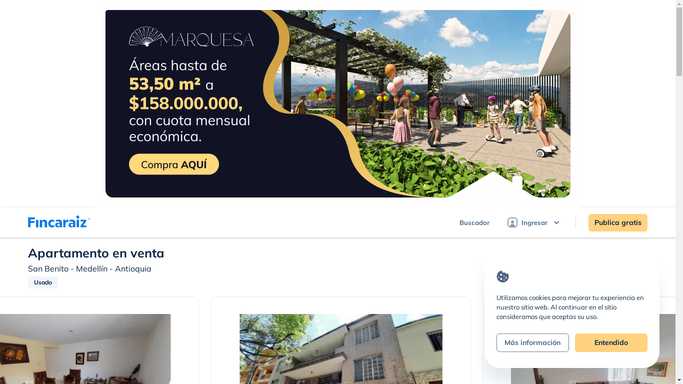 MARQUESA
Áreas hasta de
53,50 m² a
$158.000.000,
con cuota mensual
económica.
Compra AQUÍ
Fincaraiz
Buscador
Ingresar
Publica gratis
Apartamento en venta
San Benito - Medellín - Antioquia
Usado
Utilizamos cookies para mejorar tu experiencia en
nuestro sitio web. Al continuar en el sitio
consideramos que aceptas su uso.
Más información
Entendido